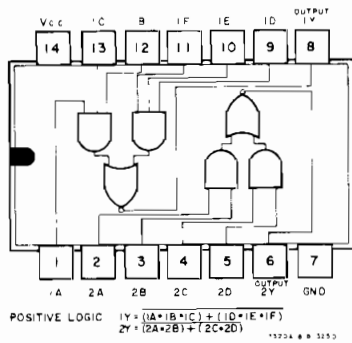 OUTPUT
Vcc 1C B 1F 1E 1D 1Y
14 13 12 11 10 9 8
1 2 3 4 5 6 7
OUTPUT
1A 2A 2B 2C 2D 2Y GND
POSITIVE LOGIC 1Y = (1A•1B•1C) + (1D•1E•1F)
2Y = (2A•2B) + (2C•2D)